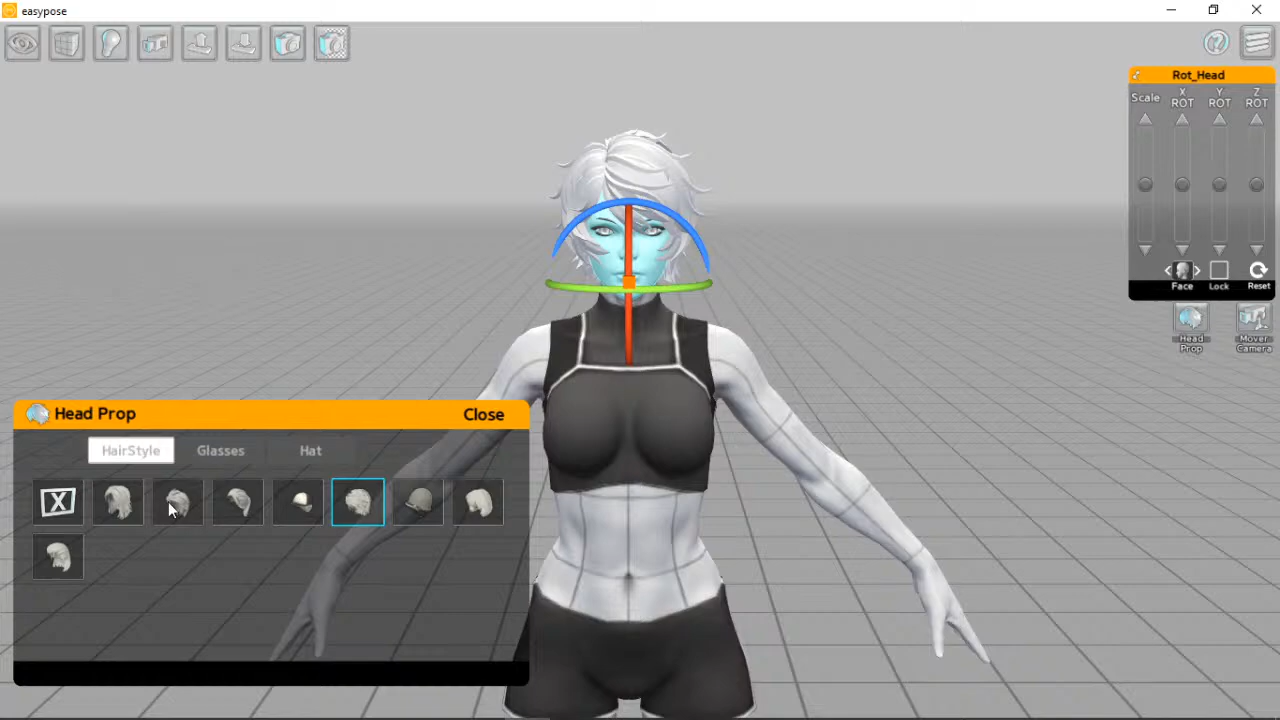 easypose
Rot_Head
Scale X ROT Y ROT Z ROT
Face Lock Reset
Head Prop Mover Camera
Head Prop Close
HairStyle Glasses Hat
X